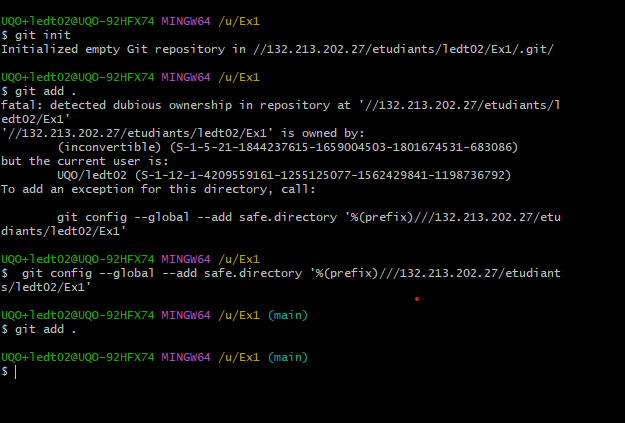 UQO+ledt02@UQO-92HFX74 MINGW64 /u/Ex1
$ git init
Initialized empty Git repository in //132.213.202.27/etudiants/ledt02/Ex1/.git/
UQO+ledt02@UQO-92HFX74 MINGW64 /u/Ex1
$ git add .
fatal: detected dubious ownership in repository at '//132.213.202.27/etudiants/l
edt02/Ex1'
'//132.213.202.27/etudiants/ledt02/Ex1' is owned by:
        (inconvertible) (S-1-5-21-1844237615-1659004503-1801674531-683086)
but the current user is:
        UQO/ledt02 (S-1-12-1-4209559161-1255125077-1562429841-1198736792)
To add an exception for this directory, call:
        git config --global --add safe.directory '%(prefix)///132.213.202.27/etu
diants/ledt02/Ex1'
UQO+ledt02@UQO-92HFX74 MINGW64 /u/Ex1
$  git config --global --add safe.directory '%(prefix)///132.213.202.27/etudiant
s/ledt02/Ex1'
UQO+ledt02@UQO-92HFX74 MINGW64 /u/Ex1 (main)
$ git add .
UQO+ledt02@UQO-92HFX74 MINGW64 /u/Ex1 (main)
$